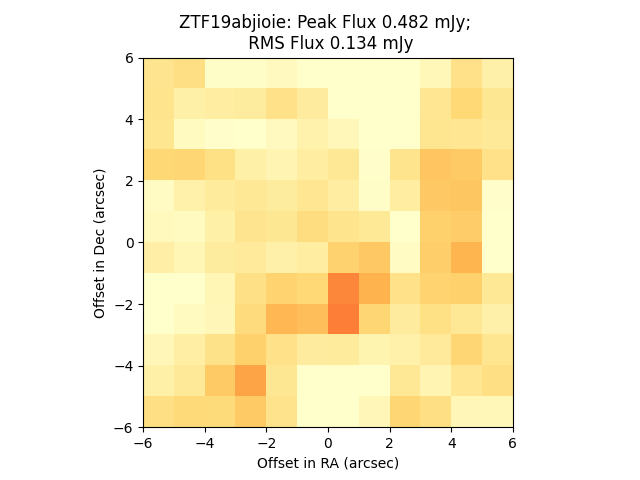 ZTF19abjioie: Peak Flux 0.482 mJy;
RMS Flux 0.134 mJy
6
4
2
0
−2
−4
−6
Offset in Dec (arcsec)
−6 −4 −2 0 2 4 6
Offset in RA (arcsec)